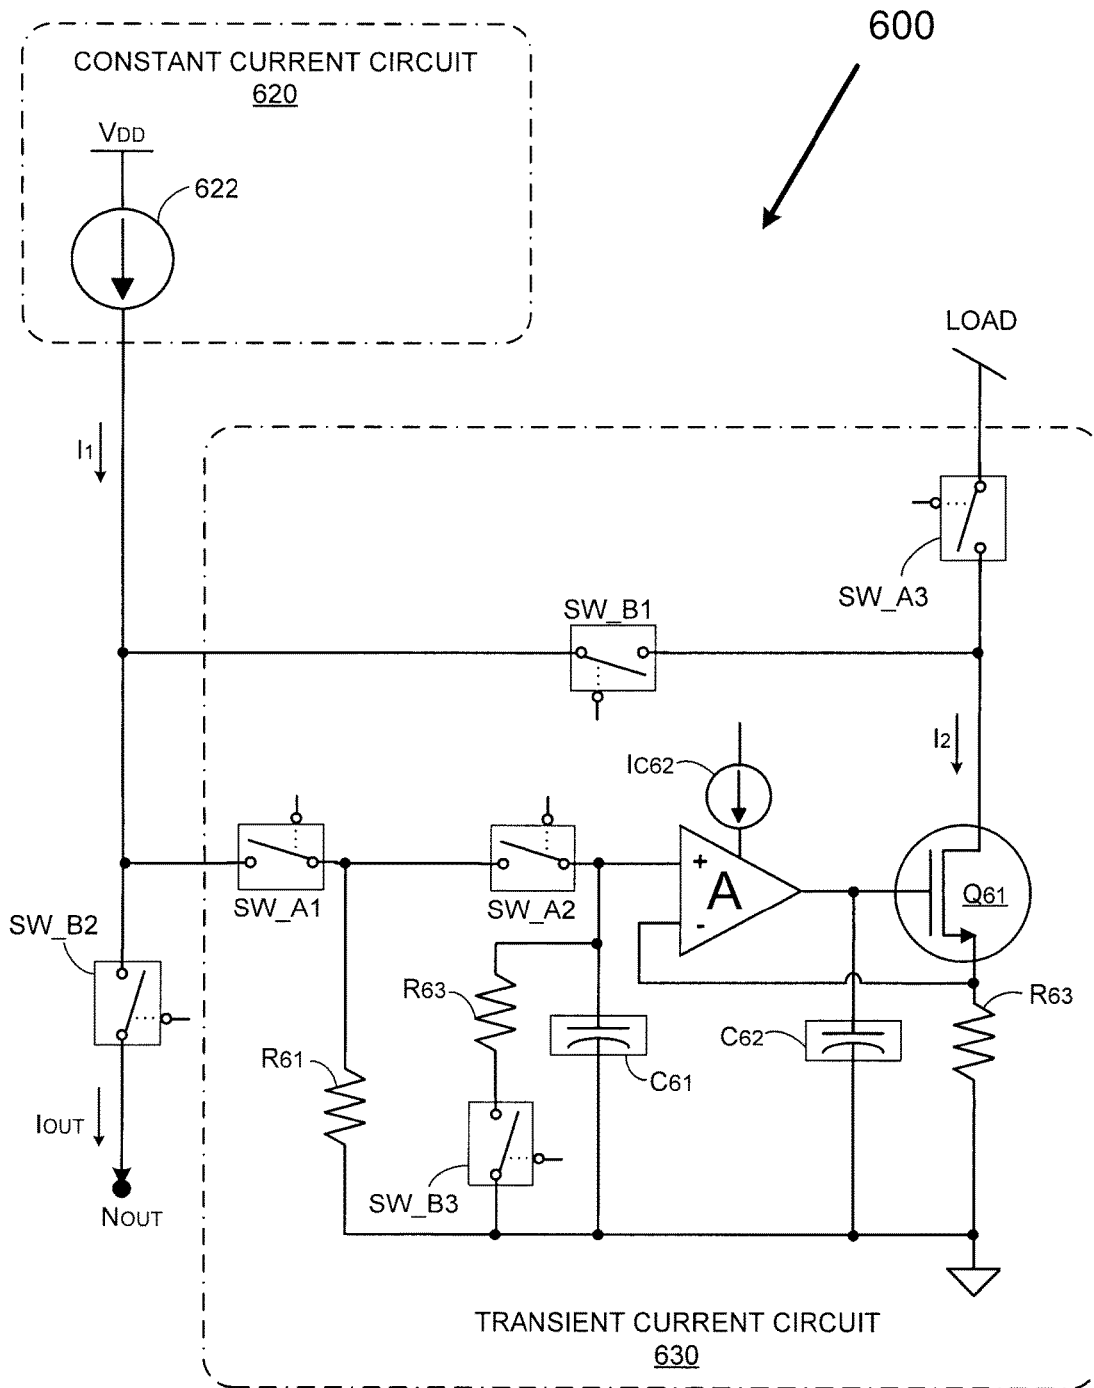 600
CONSTANT CURRENT CIRCUIT
620
VDD
622
LOAD
I1
SW_A3
SW_B1
I2
IC62
+
A
-
Q61
SW_A1
SW_A2
SW_B2
R63
R63
C62
R61
C61
IOUT
SW_B3
NOUT
TRANSIENT CURRENT CIRCUIT
630